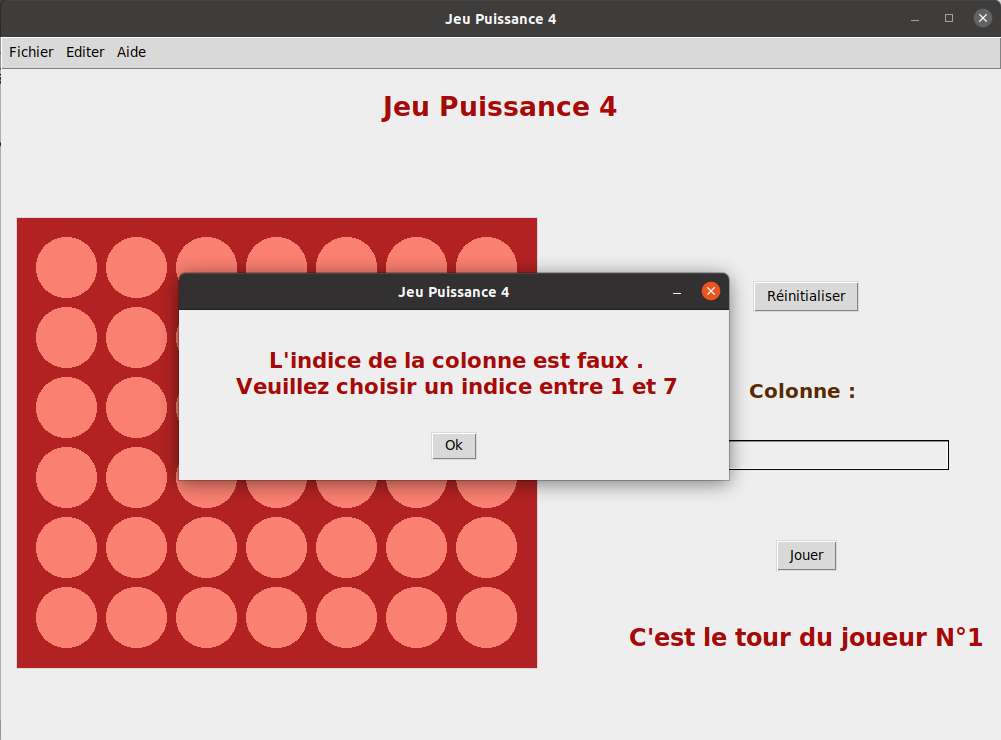 Jeu Puissance 4
Fichier Editer Aide
Jeu Puissance 4
Jeu Puissance 4
L'indice de la colonne est faux .
Veuillez choisir un indice entre 1 et 7
Ok
Réinitialiser
Colonne :
Jouer
C'est le tour du joueur N°1